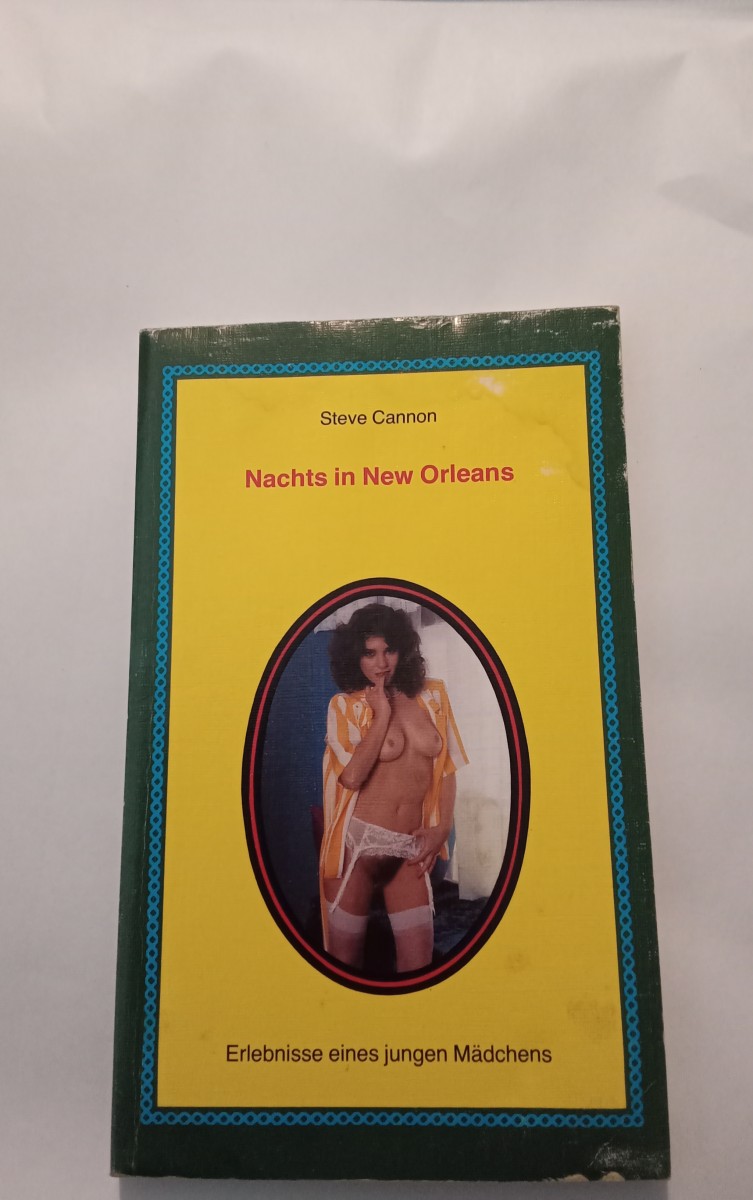 Steve Cannon
Nachts in New Orleans
Erlebnisse eines jungen Mädchens